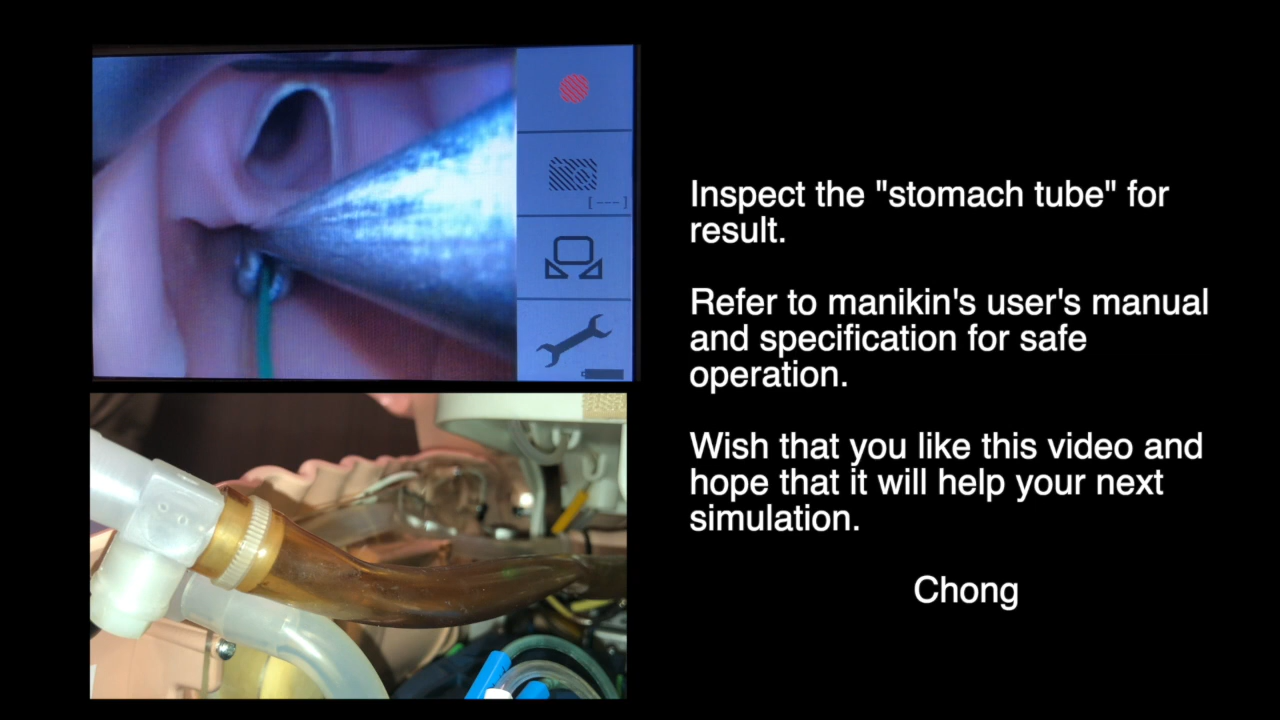 [---]
Inspect the "stomach tube" for
result.
Refer to manikin's user's manual
and specification for safe
operation.
Wish that you like this video and
hope that it will help your next
simulation.
Chong